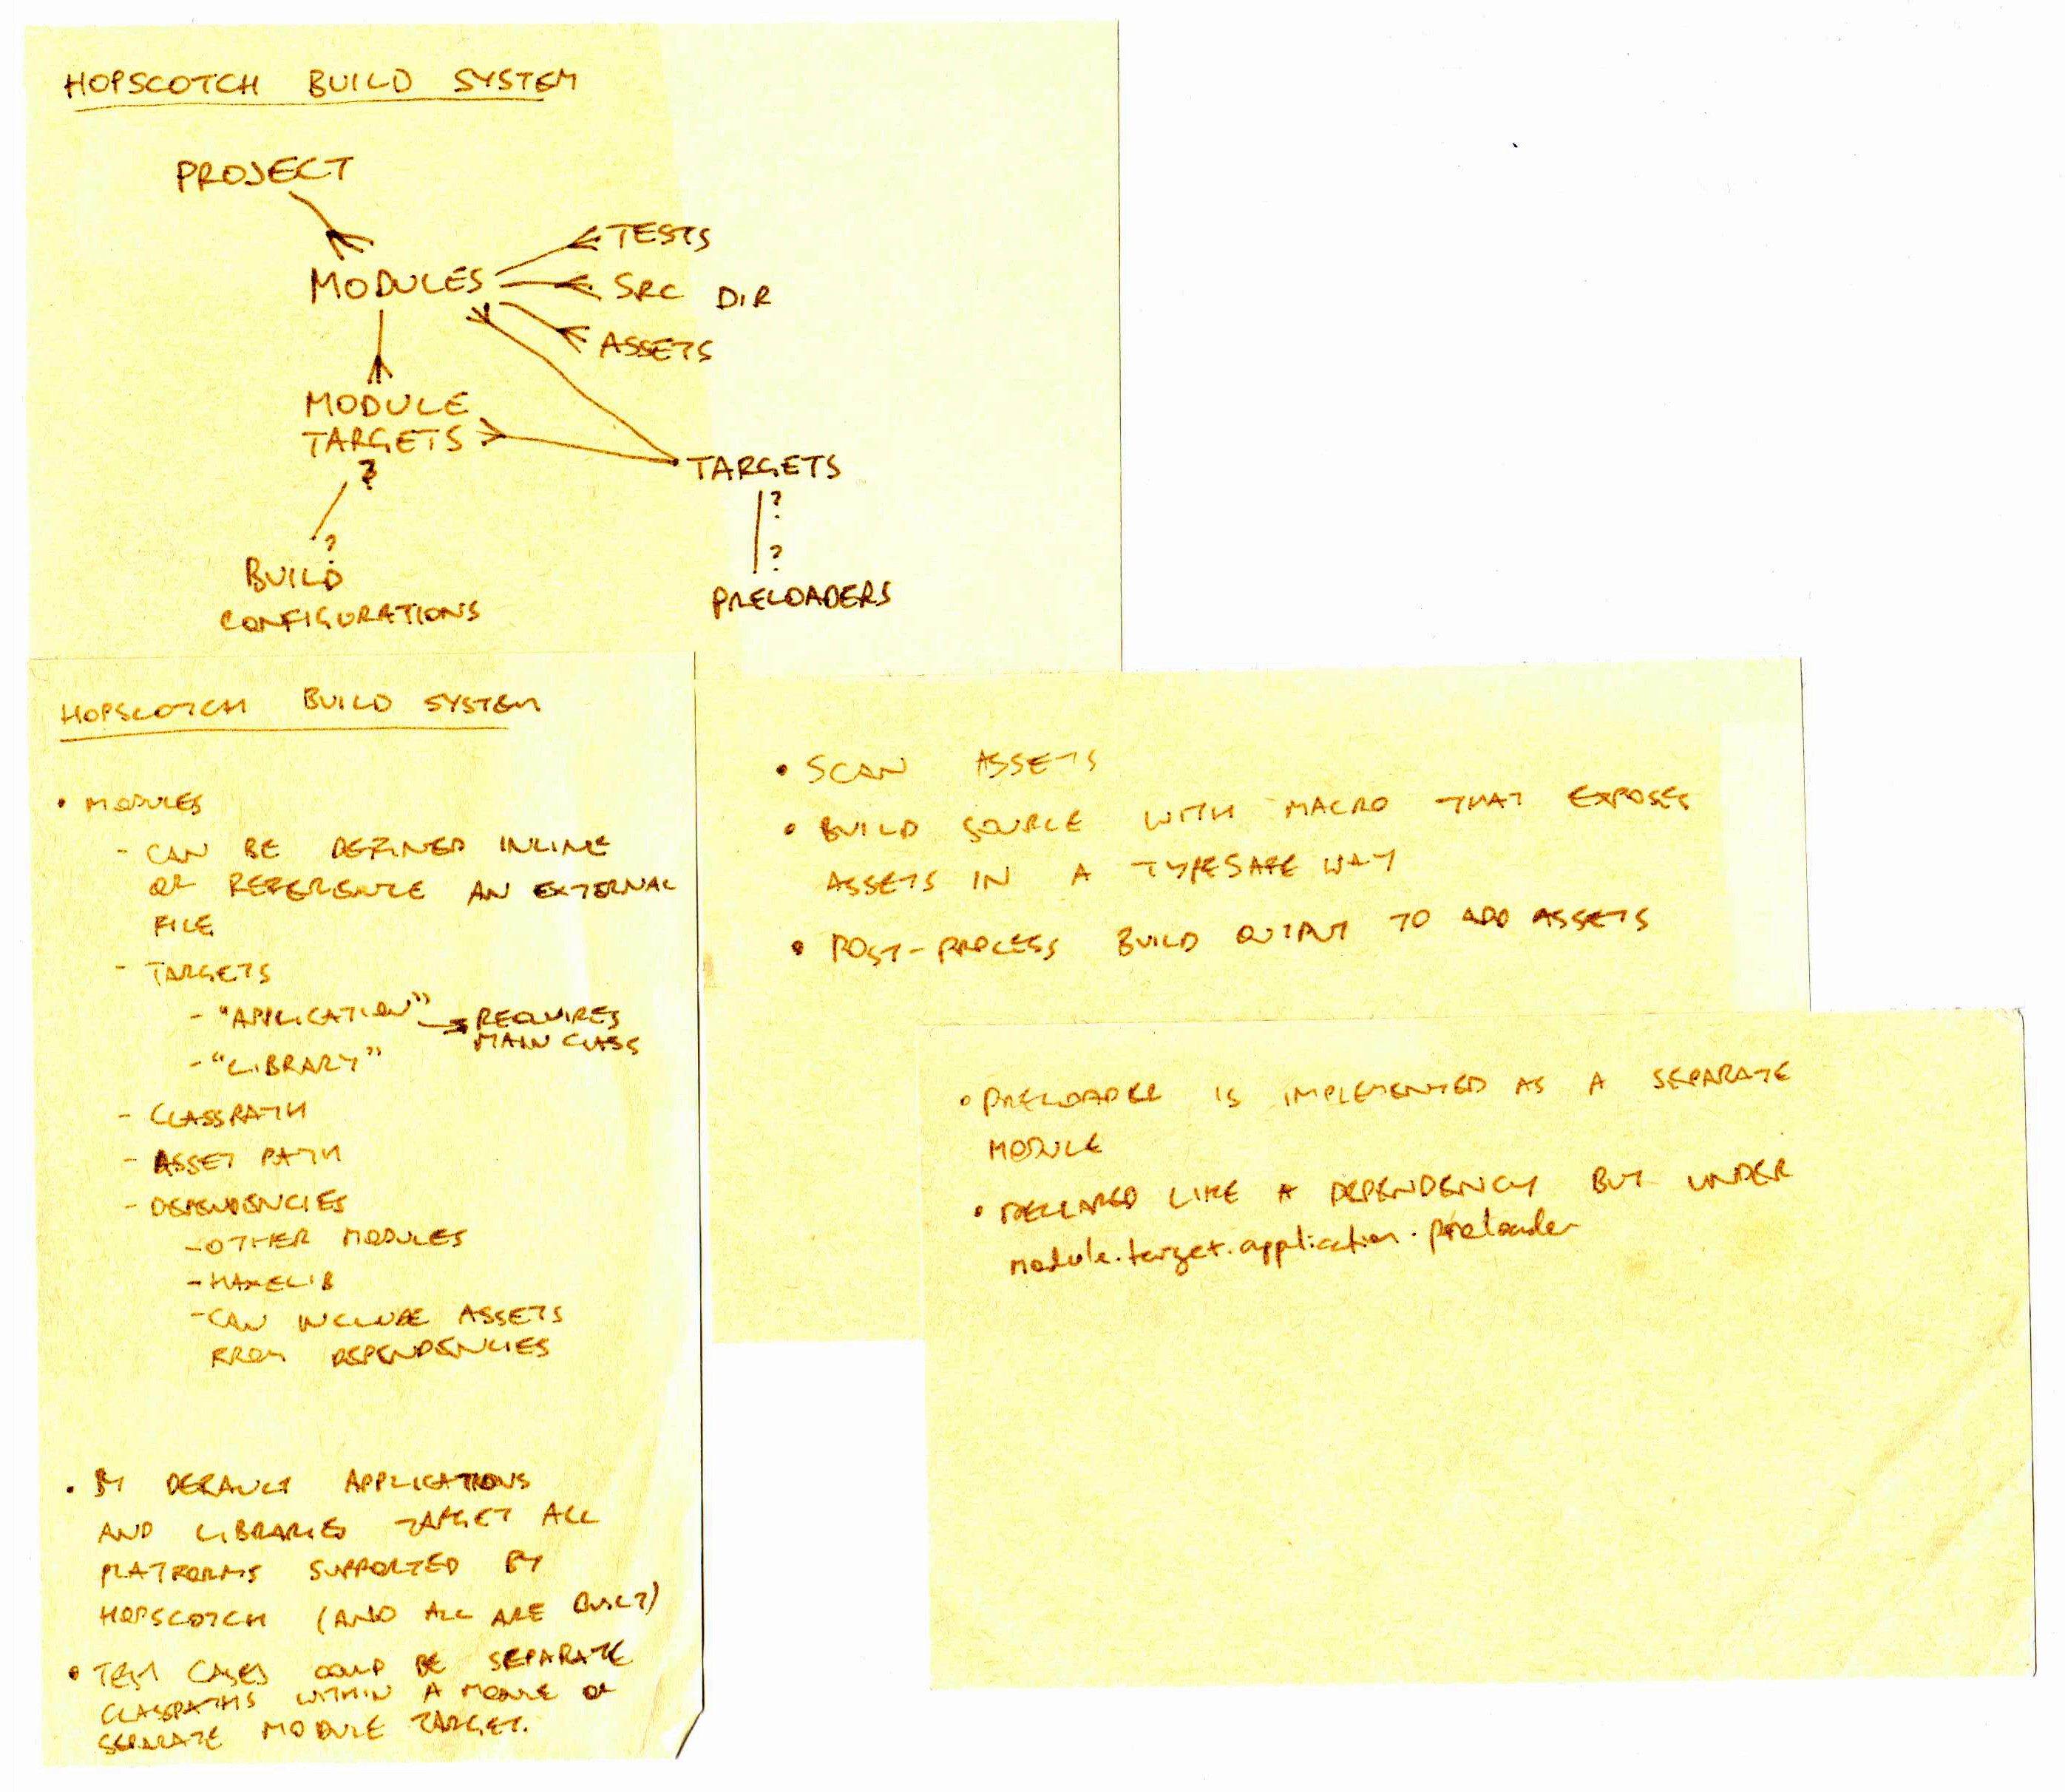 HOPSCOTCH BUILD SYSTEM
PROJECT
TESTS
MODULES
SRC DIR
ASSETS
MODULE
TARGETS
?
TARGETS
?
?
?
BUILD
CONFIGURATIONS
PRELOADERS
HOPSCOTCH BUILD SYSTEM
• MODULES
- CAN BE DEFINED INLINE
OR REFERENCE AN EXTERNAL
FILE
- TARGETS
- "APPLICATION" → REQUIRES
MAIN CLASS
- "LIBRARY"
- CLASSPATH
- ASSET PATH
- DEPENDENCIES
- OTHER MODULES
- HAXELIB
- CAN INCLUDE ASSETS
FROM DEPENDENCIES
• BY DEFAULT APPLICATIONS
AND LIBRARIES TARGET ALL
PLATFORMS SUPPORTED BY
HOPSCOTCH (AND ALL ARE BUILT)
• TEST CASES COULD BE SEPARATE
CLASSPATHS WITHIN A MODULE OR
SEPARATE MODULE TARGET.
• SCAN ASSETS
• BUILD SOURCE WITH MACRO THAT EXPOSES
ASSETS IN A TYPESAFE WAY
• POST-PROCESS BUILD OUTPUT TO ADD ASSETS
• PRELOADER IS IMPLEMENTED AS A SEPARATE
MODULE
• DECLARED LIKE A DEPENDENCY BUT UNDER
module.target.application.preloader